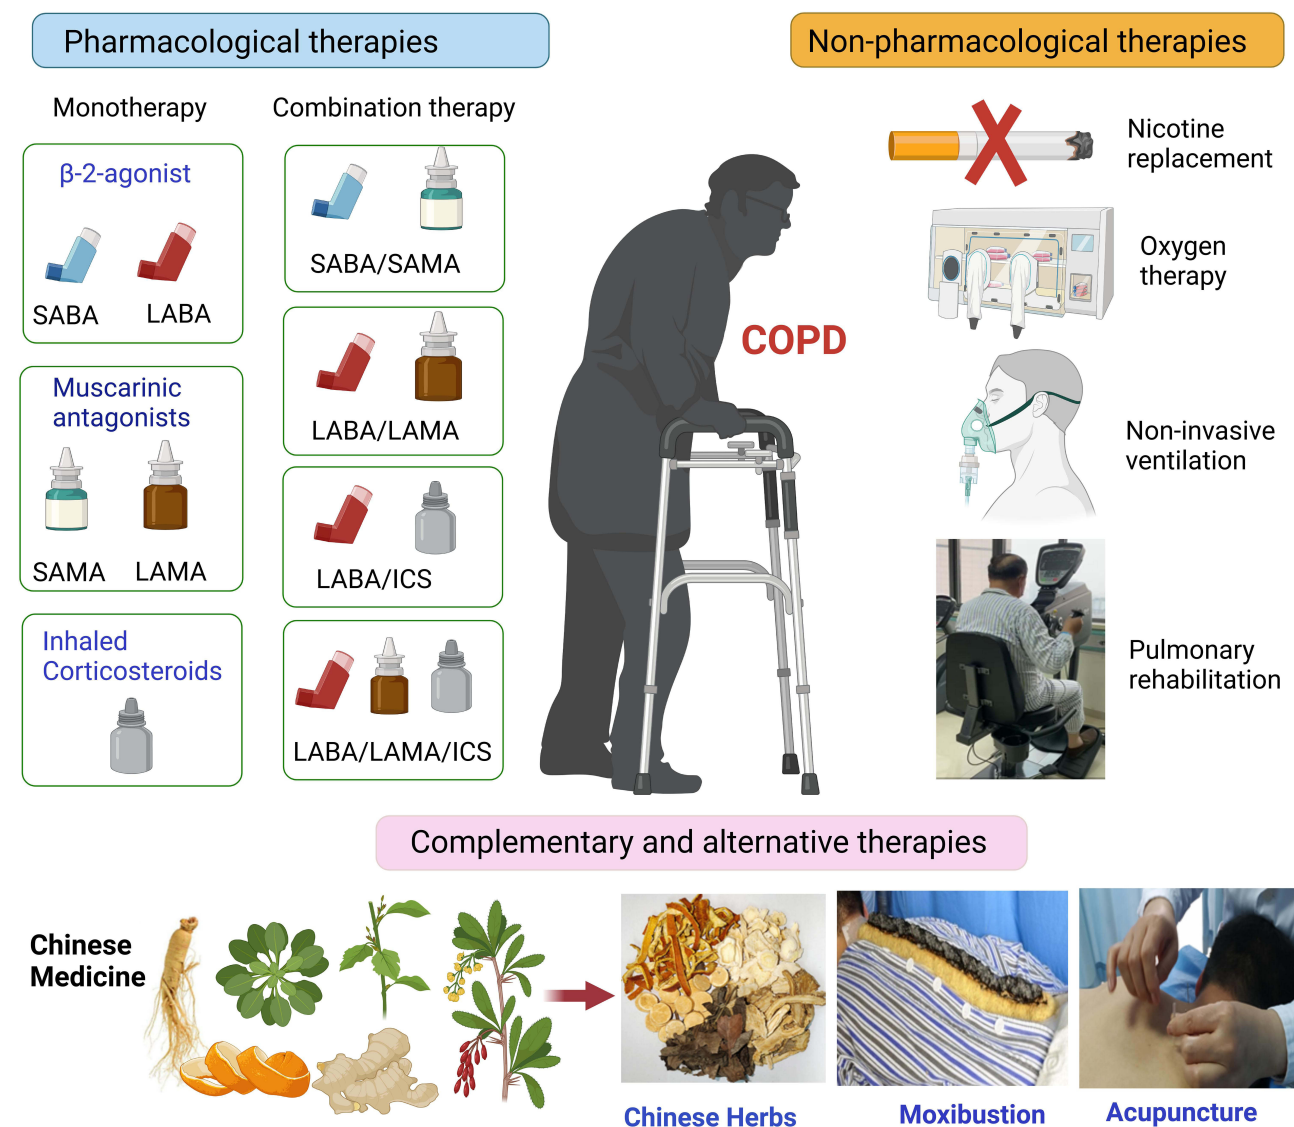 Pharmacological therapies
Non-pharmacological therapies
Monotherapy
Combination therapy
β-2-agonist
SABA
LABA
Muscarinic
antagonists
SAMA
LAMA
Inhaled
Corticosteroids
SABA/SAMA
LABA/LAMA
LABA/ICS
LABA/LAMA/ICS
COPD
Nicotine
replacement
Oxygen
therapy
Non-invasive
ventilation
Pulmonary
rehabilitation
Complementary and alternative therapies
Chinese
Medicine
Chinese Herbs
Moxibustion
Acupuncture